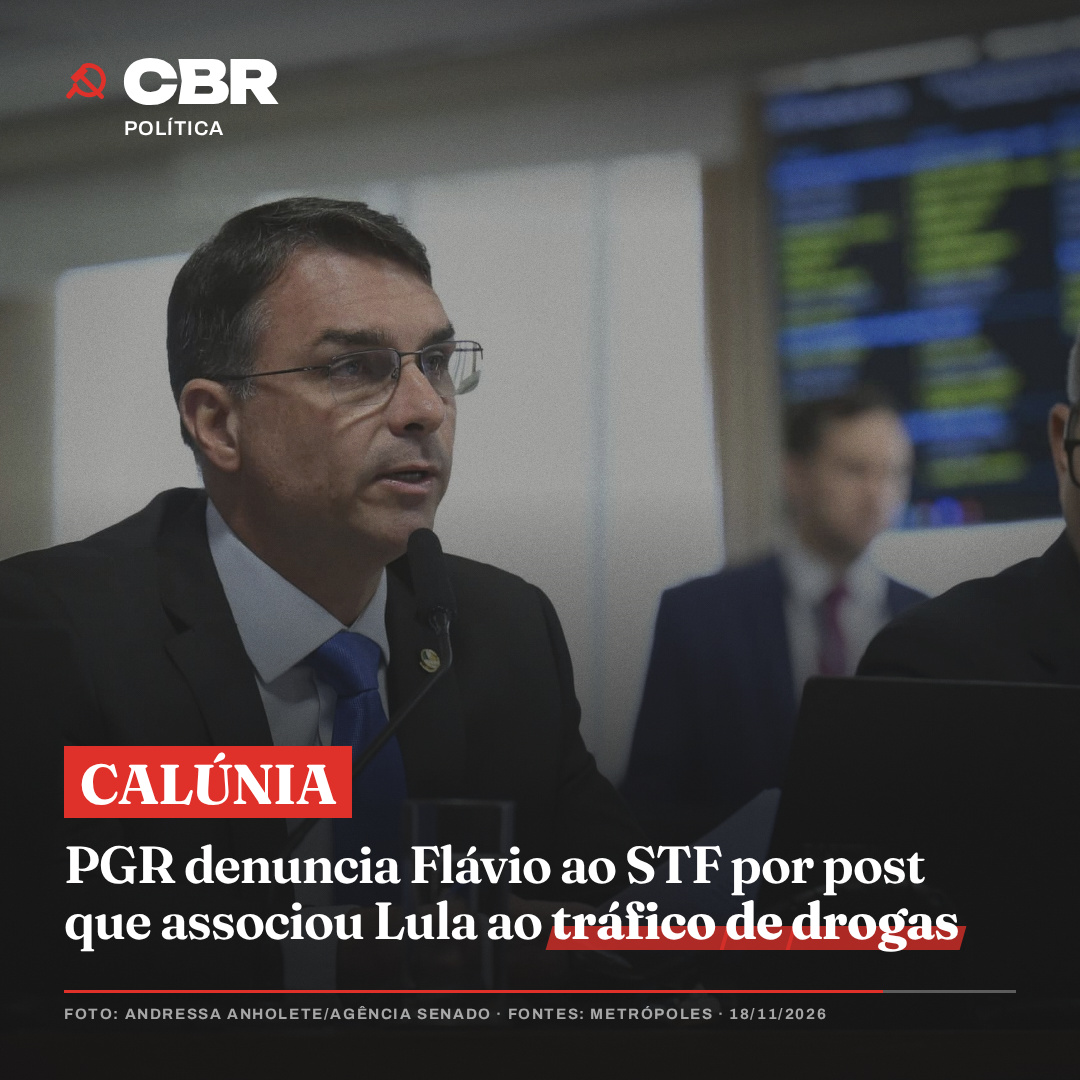 CBR
POLÍTICA
CALÚNIA
PGR denuncia Flávio ao STF por post
que associou Lula ao tráfico de drogas
FOTO: ANDRESSA ANHOLETE/AGÊNCIA SENADO · FONTES: METRÓPOLES · 18/11/2026